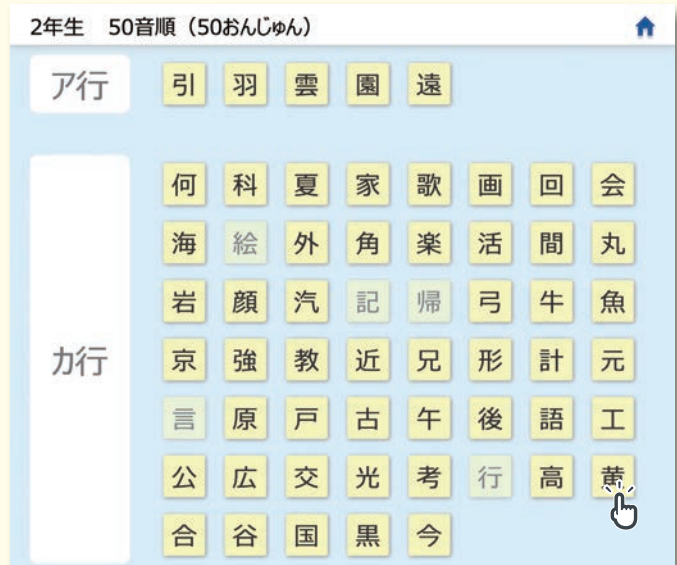 2年生 50音順（50おんじゅん）
ア行 引 羽 雲 園 遠
何 科 夏 家 歌 画 回 会
海 絵 外 角 楽 活 間 丸
岩 顔 汽 記 帰 弓 牛 魚
カ行 京 強 教 近 兄 形 計 元
言 原 戸 古 午 後 語 工
公 広 交 光 考 行 高 黄
合 谷 国 黒 今